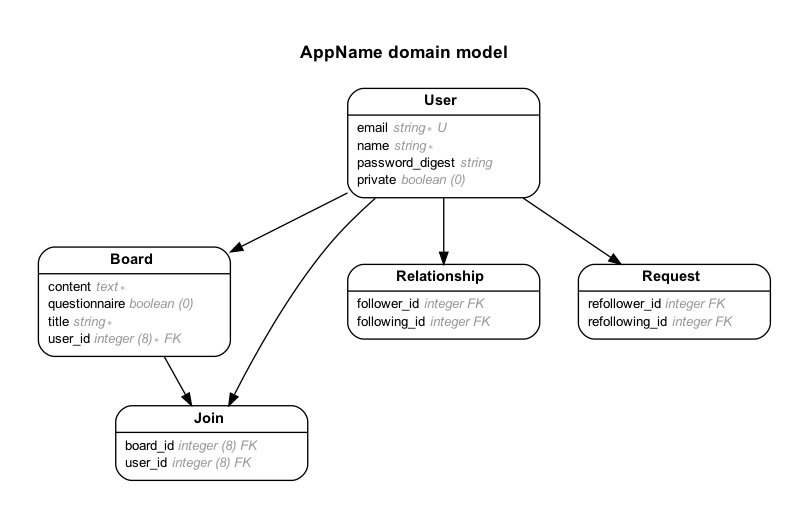 AppName domain model
User
email string* U
name string*
password_digest string
private boolean (0)
Board
content text*
questionnaire boolean (0)
title string*
user_id integer (8)* FK
Relationship
follower_id integer FK
following_id integer FK
Request
refollower_id integer FK
refollowing_id integer FK
Join
board_id integer (8) FK
user_id integer (8) FK